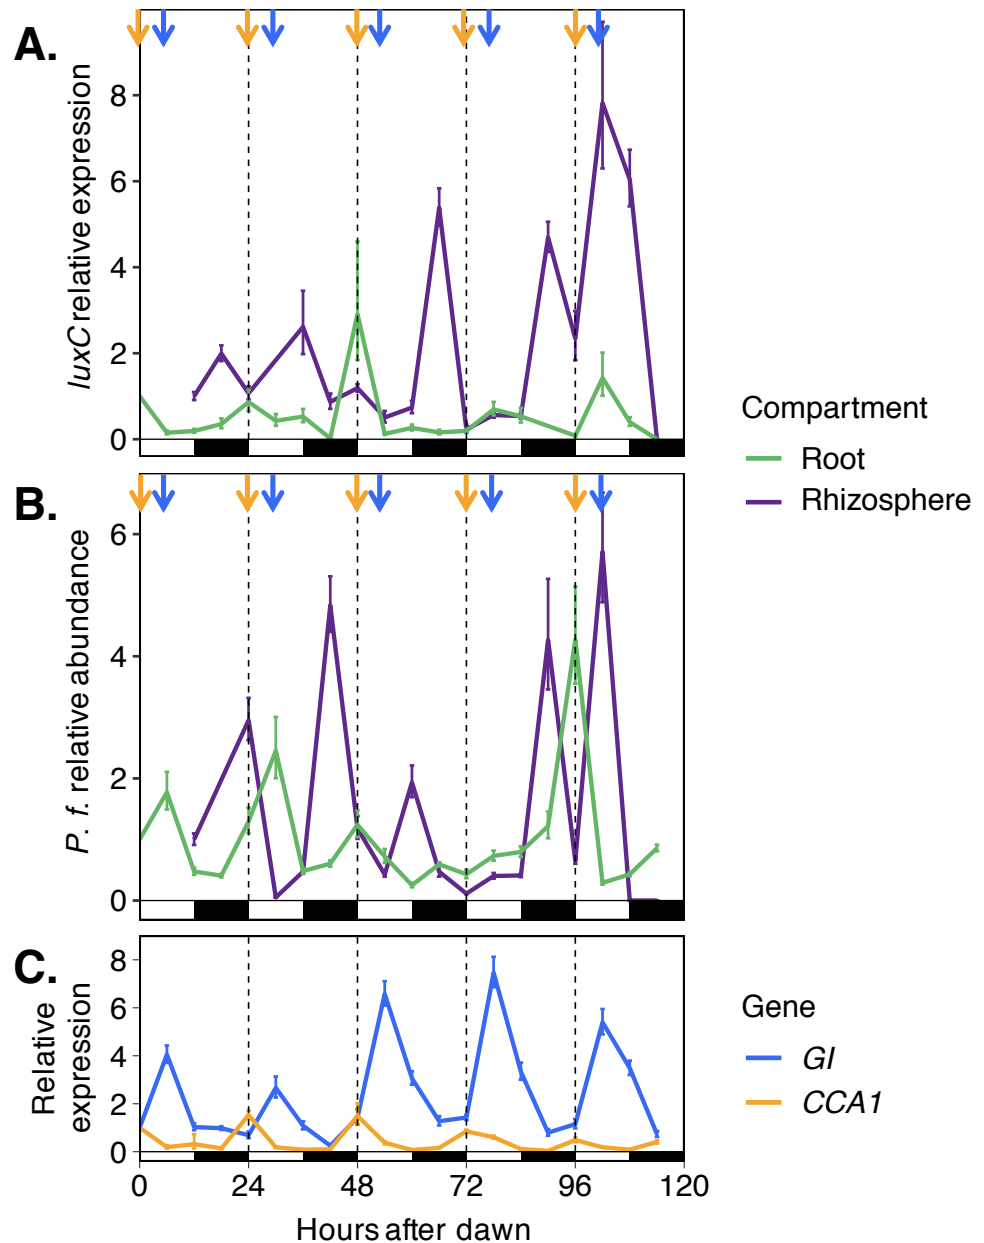 A.
luxC relative expression
8
6
4
2
0
Compartment
Root
Rhizosphere
B.
P. f. relative abundance
6
4
2
0
C.
Relative
expression
8
6
4
2
0
0 24 48 72 96 120
Hours after dawn
Gene
GI
CCA1